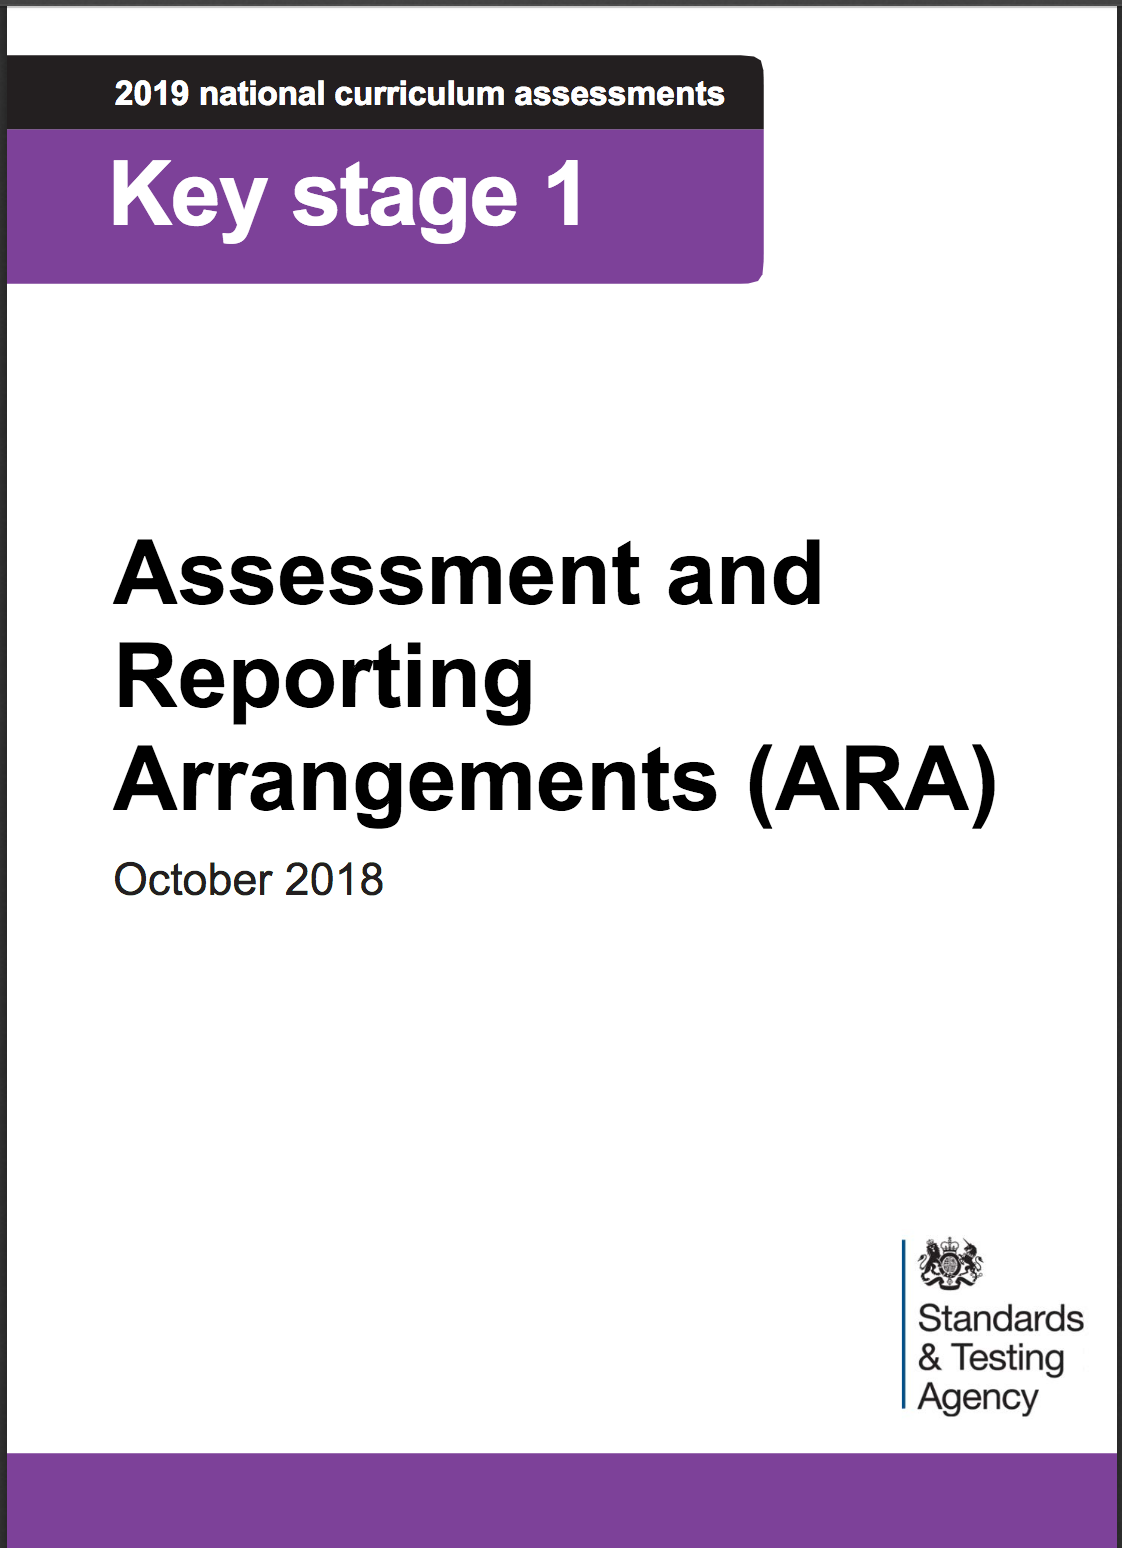 2019 national curriculum assessments
Key stage 1
Assessment and
Reporting
Arrangements (ARA)
October 2018
Standards
& Testing
Agency